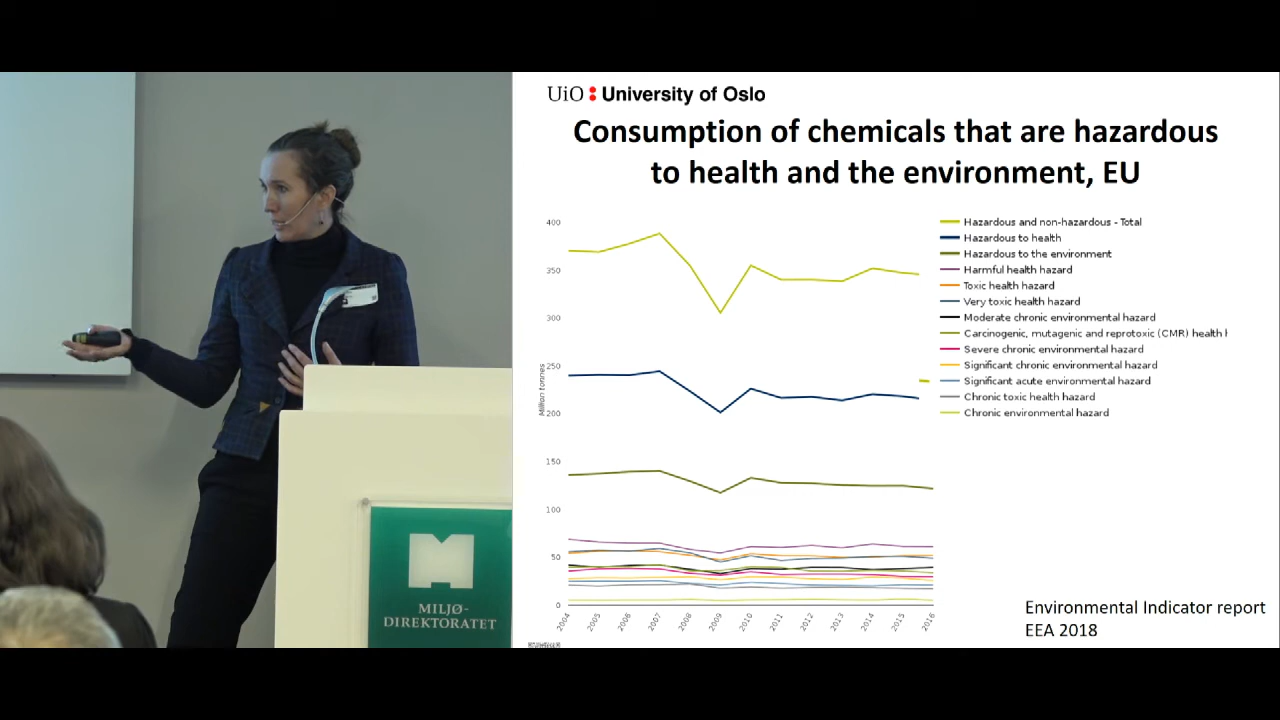 UiO : University of Oslo
Consumption of chemicals that are hazardous
to health and the environment, EU
400
350
300
250
200
150
100
50
0
Million tonnes
2004
2005
2006
2007
2008
2009
2010
2011
2012
2013
2014
2015
2016
Hazardous and non-hazardous - Total
Hazardous to health
Hazardous to the environment
Harmful health hazard
Toxic health hazard
Very toxic health hazard
Moderate chronic environmental hazard
Carcinogenic, mutagenic and reprotoxic (CMR) health h
Severe chronic environmental hazard
Significant chronic environmental hazard
Significant acute environmental hazard
Chronic toxic health hazard
Chronic environmental hazard
Environmental Indicator report
EEA 2018
MILJØ-
DIREKTORATET